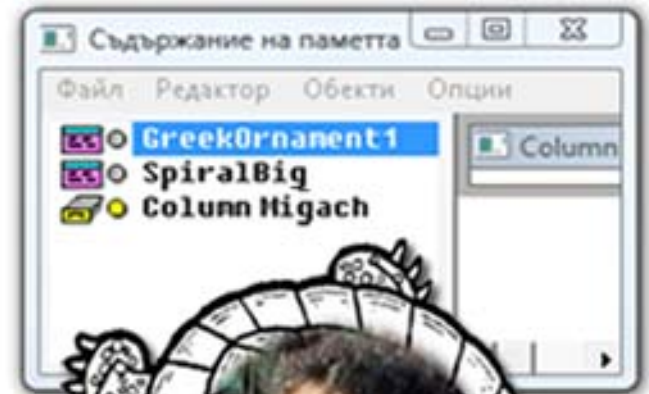 Съдържание на паметта
Файл Редактор Обекти Опции
GreekOrnament1
SpiralBig
Column Migach
Column